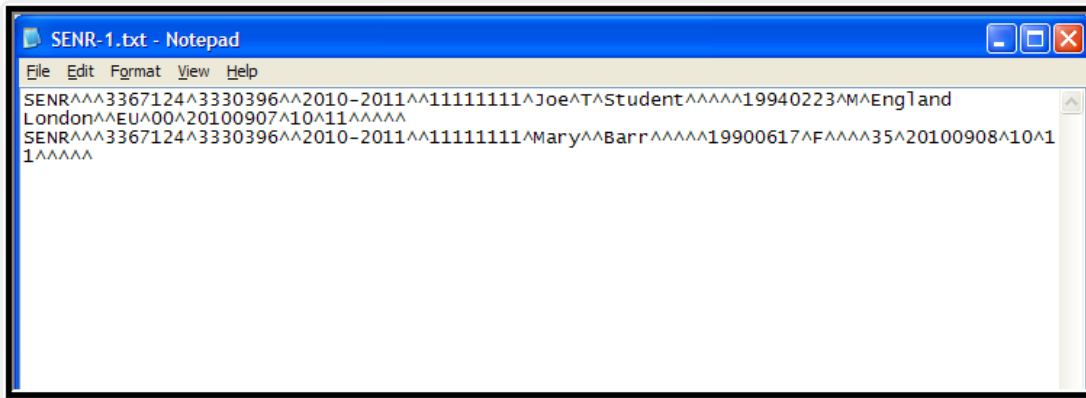 SENR-1.txt - Notepad
File Edit Format View Help
SENR^^^3367124^3330396^^2010-2011^^11111111^Joe^T^Student^^^^^19940223^M^England
London^^EU^00^20100907^10^11^^^^^
SENR^^^3367124^3330396^^2010-2011^^11111111^Mary^^Barr^^^^^19900617^F^^^^35^20100908^10^1
1^^^^^